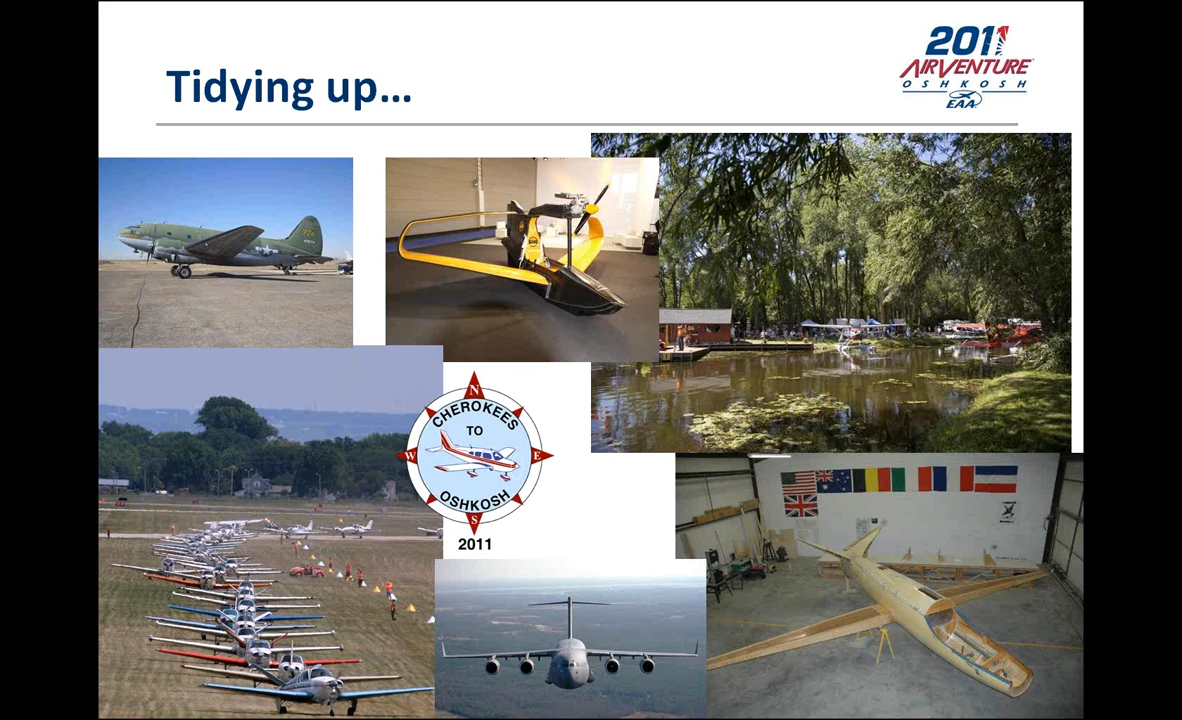 Tidying up...
2011
AIRVENTURE
OSHKOSH
EAA
N
CHEROKEES
TO
W
E
OSHKOSH
S
2011